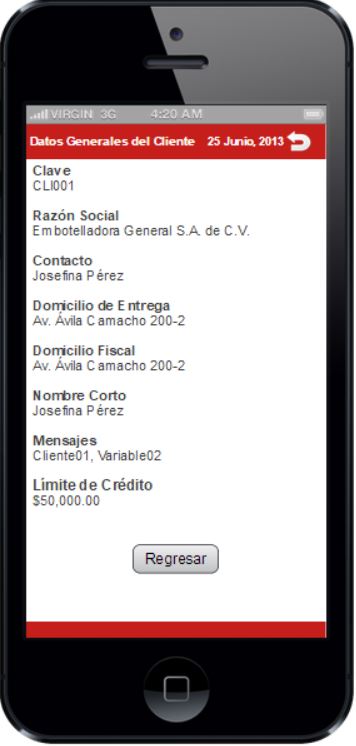 VIRGIN 3G 4:20 AM
Datos Generales del Cliente 25 Junio, 2013
Clave
CLI001
Razón Social
Embotelladora General S.A. de C.V.
Contacto
Josefina Pérez
Domicilio de Entrega
Av. Ávila Camacho 200-2
Domicilio Fiscal
Av. Ávila Camacho 200-2
Nombre Corto
Josefina Pérez
Mensajes
Cliente01, Variable02
Límite de Crédito
$50,000.00
Regresar